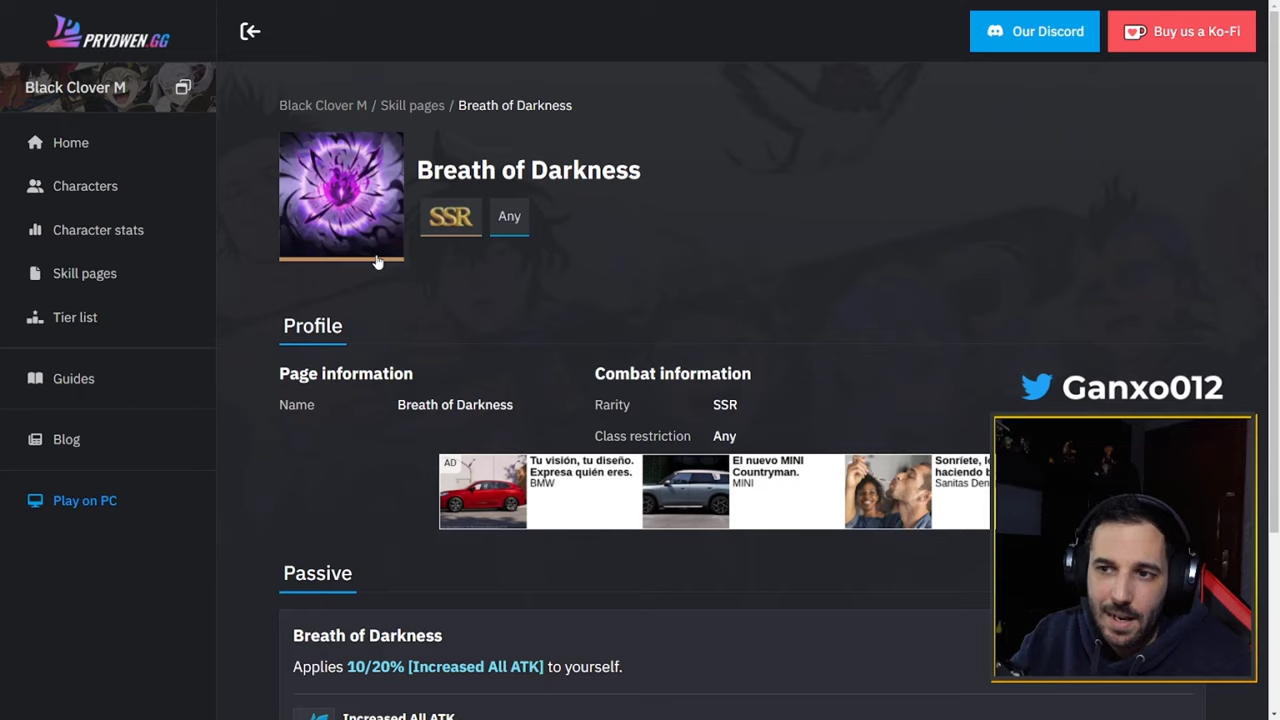 PRYDWEN.GG
Our Discord
Buy us a Ko-Fi
Black Clover M
Home
Characters
Character stats
Skill pages
Tier list
Guides
Blog
Play on PC
Black Clover M / Skill pages / Breath of Darkness
Breath of Darkness
SSR
Any
Profile
Page information
Name Breath of Darkness
Combat information
Rarity SSR
Class restriction Any
Ganxo012
AD
Tu visión, tu diseño.
Expresa quién eres.
BMW
El nuevo MINI
Countryman.
MINI
Sonríete, l
haciendo b
Sanitas Den
Passive
Breath of Darkness
Applies 10/20% [Increased All ATK] to yourself.
Increased All ATK